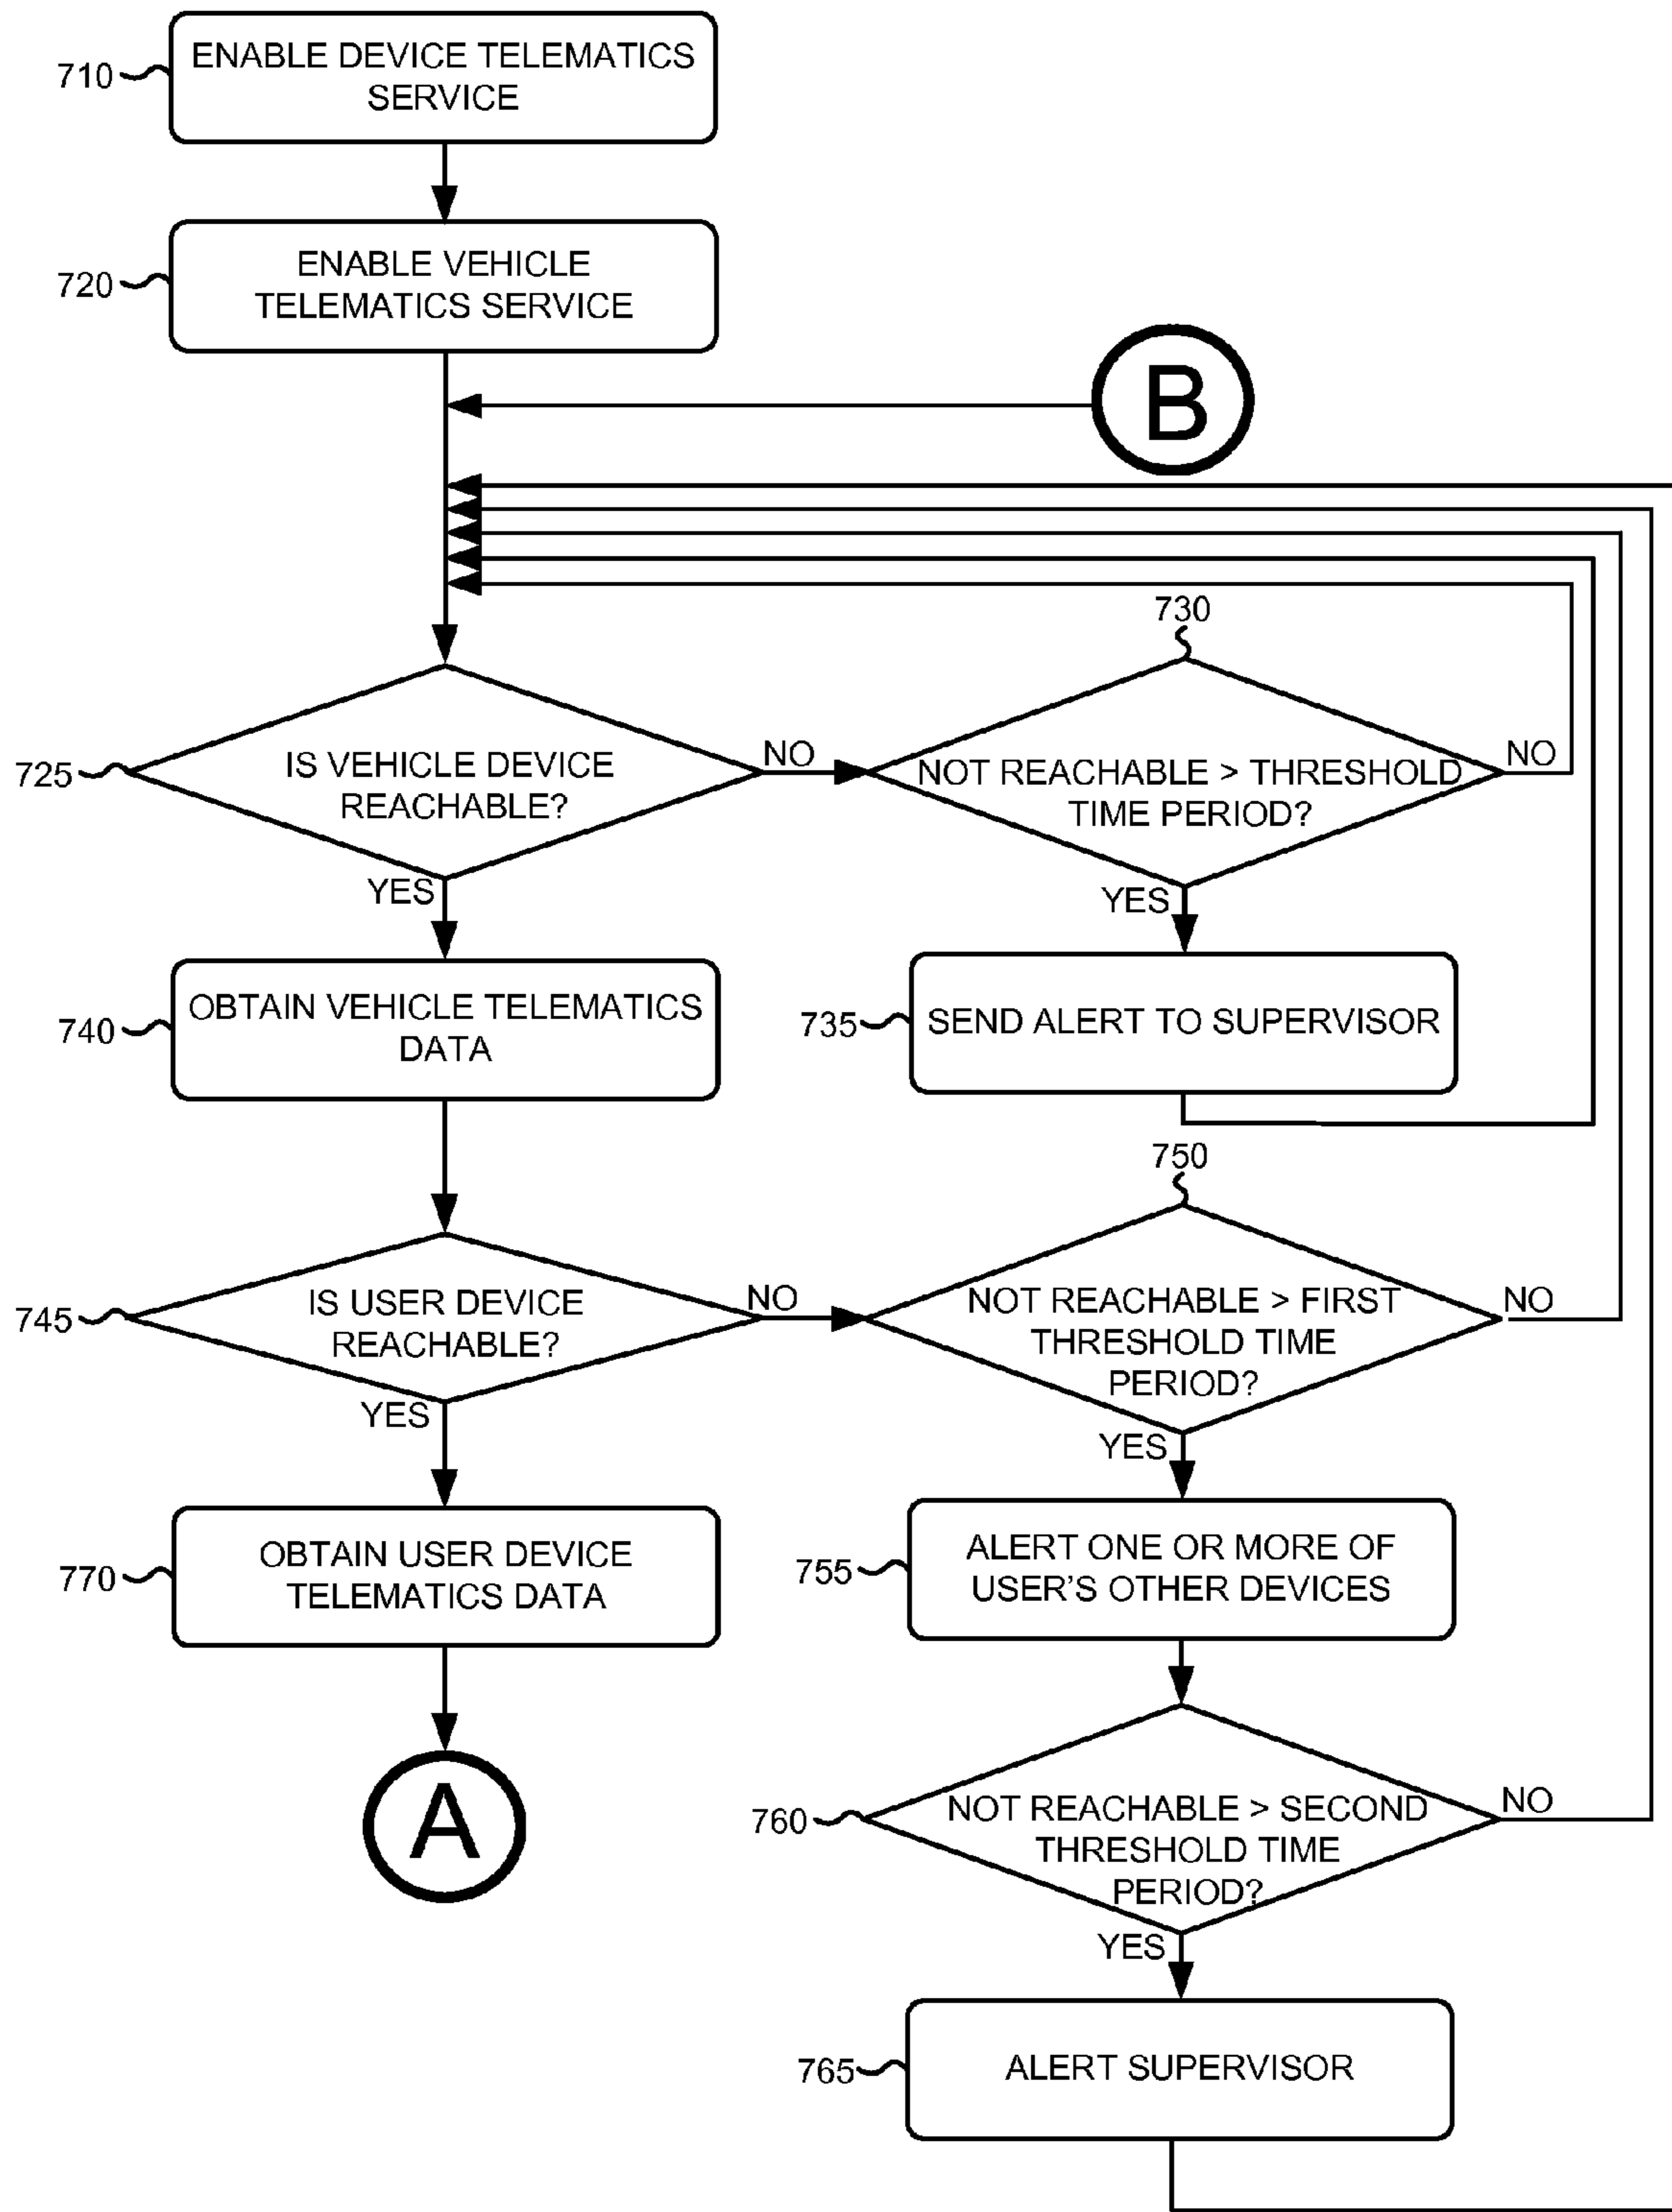 710
ENABLE DEVICE TELEMATICS
SERVICE
720
ENABLE VEHICLE
TELEMATICS SERVICE
B
730
725
IS VEHICLE DEVICE
REACHABLE?
NO
NOT REACHABLE > THRESHOLD
TIME PERIOD?
NO
YES
YES
740
OBTAIN VEHICLE TELEMATICS
DATA
735
SEND ALERT TO SUPERVISOR
750
745
IS USER DEVICE
REACHABLE?
NO
NOT REACHABLE > FIRST
THRESHOLD TIME
PERIOD?
NO
YES
YES
770
OBTAIN USER DEVICE
TELEMATICS DATA
755
ALERT ONE OR MORE OF
USER'S OTHER DEVICES
A
760
NOT REACHABLE > SECOND
THRESHOLD TIME
PERIOD?
NO
YES
765
ALERT SUPERVISOR